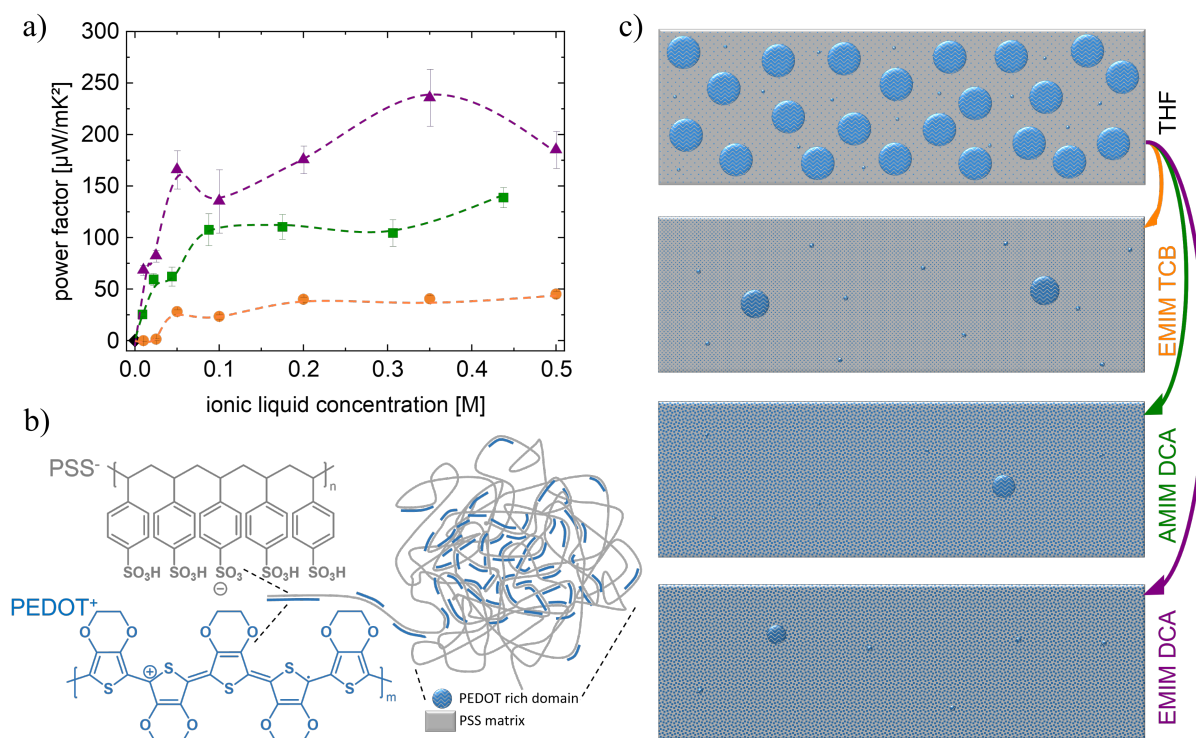 a)
power factor [µW/mK²]
300
250
200
150
100
50
0
0.0 0.1 0.2 0.3 0.4 0.5
ionic liquid concentration [M]
b)
PSS⁻
n
SO₃H SO₃H SO₃ SO₃H SO₃H
⊖
PEDOT⁺
O O O O O O
S ⊕ S S S S
m
O O O O
PEDOT rich domain
PSS matrix
c)
THF
EMIM TCB
AMIM DCA
EMIM DCA